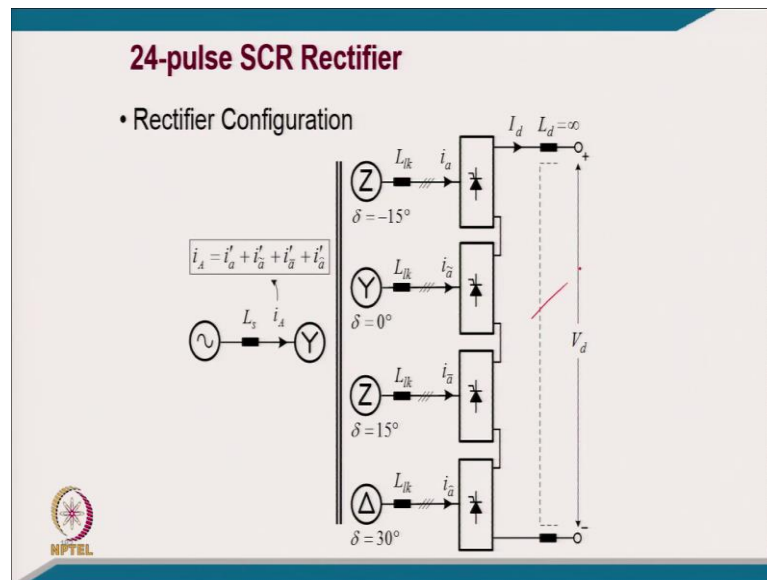 24-pulse SCR Rectifier
• Rectifier Configuration
I_d L_d=∞
+
Z L_lk i_a
δ = −15°
i_A = i′_a + i′_ã + i′_ā + i′_â
Y L_lk i_ã
δ = 0°
L_s i_A Y
V_d
Z L_lk i_ā
δ = 15°
Δ L_lk i_â
δ = 30°
−
NPTEL